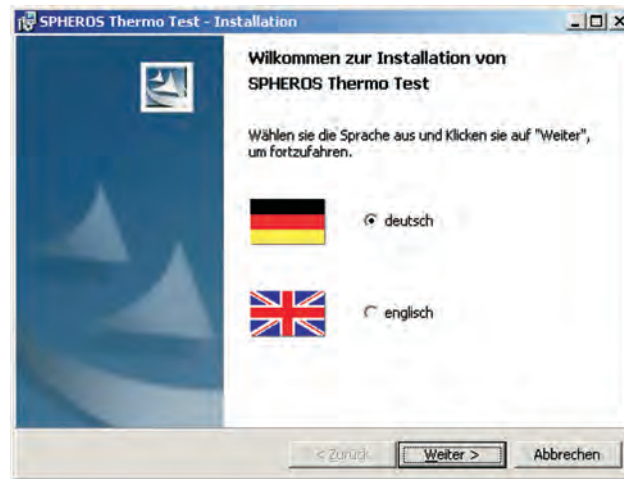 SPHEROS Thermo Test - Installation
Wilkommen zur Installation von
SPHEROS Thermo Test
Wählen sie die Sprache aus und Klicken sie auf "Weiter",
um fortzufahren.
deutsch
englisch
< Zurück
Weiter >
Abbrechen